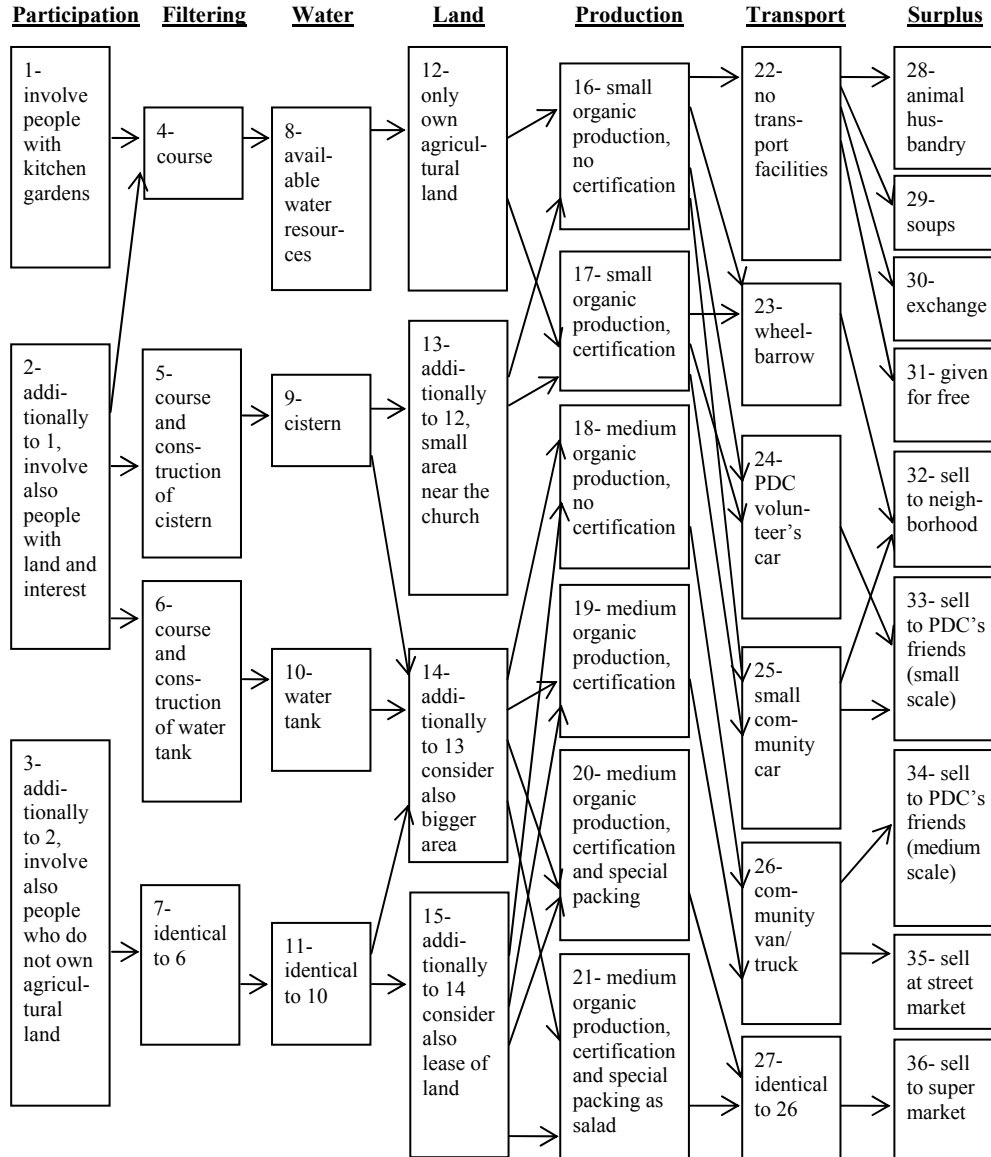 Participation Filtering Water Land Production Transport Surplus
1-
involve
people
with
kitchen
gardens
2- addi-
tionally
to 1,
involve
also
people
with
land and
interest
3-
addi-
tionally
to 2,
involve
also
people
who do
not own
agricul-
tural
land
4-
course
5-
course
and
cons-
truction
of
cistern
6-
course
and
cons-
truction
of water
tank
7-
identical
to 6
8-
avail-
able
water
resour-
ces
9-
cistern
10-
water
tank
11-
identical
to 10
12-
only
own
agricul-
tural
land
13-
addi-
tionally
to 12,
small
area
near the
church
14-
addi-
tionally
to 13
consider
also
bigger
area
15-
addi-
tionally
to 14
consider
also
lease of
land
16- small
organic
production,
no
certification
17- small
organic
production,
certification
18- medium
organic
production,
no
certification
19- medium
organic
production,
certification
20- medium
organic
production,
certification
and special
packing
21- medium
organic
production,
certification
and special
packing as
salad
22-
no
trans-
port
facilities
23-
wheel-
barrow
24-
PDC
volun-
teer’s
car
25-
small
com-
munity
car
26-
com-
munity
van/
truck
27-
identical
to 26
28-
animal
hus-
bandry
29-
soups
30-
exchange
31- given
for free
32- sell
to neigh-
borhood
33- sell
to PDC’s
friends
(small
scale)
34- sell
to PDC’s
friends
(medium
scale)
35- sell
at street
market
36- sell
to super
market